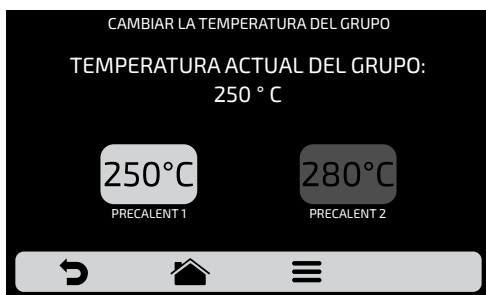 CAMBIAR LA TEMPERATURA DEL GRUPO
TEMPERATURA ACTUAL DEL GRUPO:
250 ° C
250°C 280°C
PRECALENT 1 PRECALENT 2